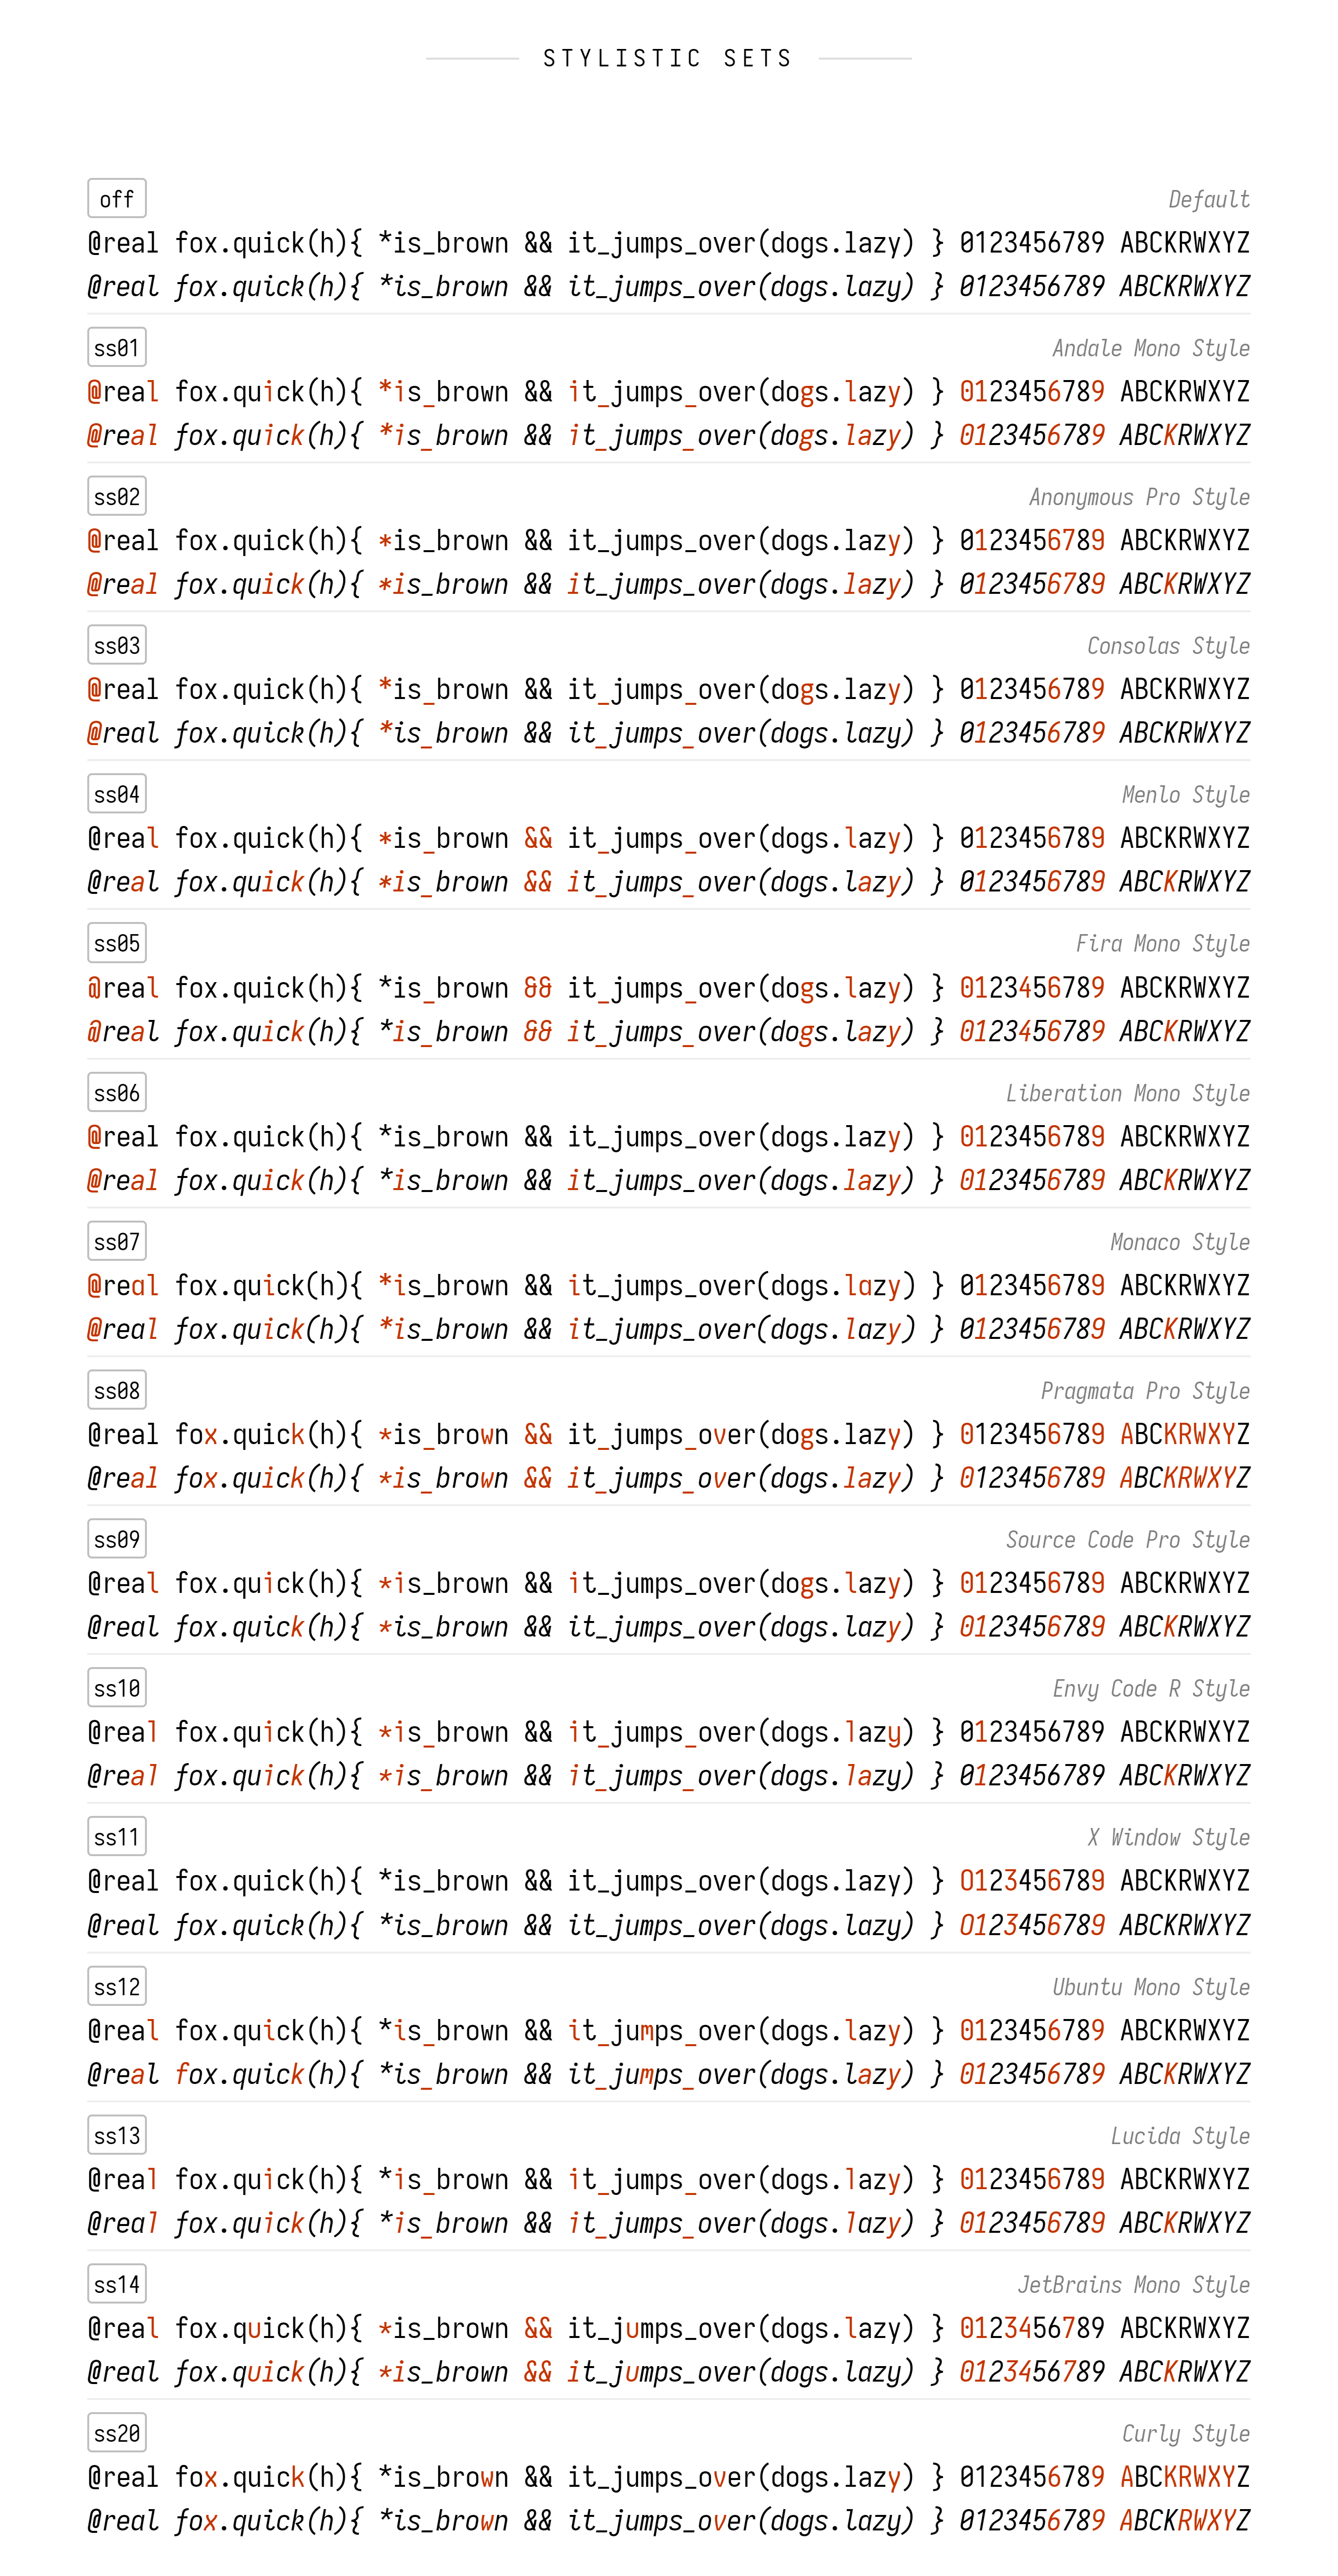 STYLISTIC SETS
off Default
@real fox.quick(h){ *is_brown && it_jumps_over(dogs.lazy) } 0123456789 ABCKRWXYZ
@real fox.quick(h){ *is_brown && it_jumps_over(dogs.lazy) } 0123456789 ABCKRWXYZ
ss01 Andale Mono Style
@real fox.quick(h){ *is_brown && it_jumps_over(dogs.lazy) } 0123456789 ABCKRWXYZ
@real fox.quick(h){ *is_brown && it_jumps_over(dogs.lazy) } 0123456789 ABCKRWXYZ
ss02 Anonymous Pro Style
@real fox.quick(h){ *is_brown && it_jumps_over(dogs.lazy) } 0123456789 ABCKRWXYZ
@real fox.quick(h){ *is_brown && it_jumps_over(dogs.lazy) } 0123456789 ABCKRWXYZ
ss03 Consolas Style
@real fox.quick(h){ *is_brown && it_jumps_over(dogs.lazy) } 0123456789 ABCKRWXYZ
@real fox.quick(h){ *is_brown && it_jumps_over(dogs.lazy) } 0123456789 ABCKRWXYZ
ss04 Menlo Style
@real fox.quick(h){ *is_brown && it_jumps_over(dogs.lazy) } 0123456789 ABCKRWXYZ
@real fox.quick(h){ *is_brown && it_jumps_over(dogs.lazy) } 0123456789 ABCKRWXYZ
ss05 Fira Mono Style
@real fox.quick(h){ *is_brown && it_jumps_over(dogs.lazy) } 0123456789 ABCKRWXYZ
@real fox.quick(h){ *is_brown && it_jumps_over(dogs.lazy) } 0123456789 ABCKRWXYZ
ss06 Liberation Mono Style
@real fox.quick(h){ *is_brown && it_jumps_over(dogs.lazy) } 0123456789 ABCKRWXYZ
@real fox.quick(h){ *is_brown && it_jumps_over(dogs.lazy) } 0123456789 ABCKRWXYZ
ss07 Monaco Style
@real fox.quick(h){ *is_brown && it_jumps_over(dogs.lazy) } 0123456789 ABCKRWXYZ
@real fox.quick(h){ *is_brown && it_jumps_over(dogs.lazy) } 0123456789 ABCKRWXYZ
ss08 Pragmata Pro Style
@real fox.quick(h){ *is_brown && it_jumps_over(dogs.lazy) } 0123456789 ABCKRWXYZ
@real fox.quick(h){ *is_brown && it_jumps_over(dogs.lazy) } 0123456789 ABCKRWXYZ
ss09 Source Code Pro Style
@real fox.quick(h){ *is_brown && it_jumps_over(dogs.lazy) } 0123456789 ABCKRWXYZ
@real fox.quick(h){ *is_brown && it_jumps_over(dogs.lazy) } 0123456789 ABCKRWXYZ
ss10 Envy Code R Style
@real fox.quick(h){ *is_brown && it_jumps_over(dogs.lazy) } 0123456789 ABCKRWXYZ
@real fox.quick(h){ *is_brown && it_jumps_over(dogs.lazy) } 0123456789 ABCKRWXYZ
ss11 X Window Style
@real fox.quick(h){ *is_brown && it_jumps_over(dogs.lazy) } 0123456789 ABCKRWXYZ
@real fox.quick(h){ *is_brown && it_jumps_over(dogs.lazy) } 0123456789 ABCKRWXYZ
ss12 Ubuntu Mono Style
@real fox.quick(h){ *is_brown && it_jumps_over(dogs.lazy) } 0123456789 ABCKRWXYZ
@real fox.quick(h){ *is_brown && it_jumps_over(dogs.lazy) } 0123456789 ABCKRWXYZ
ss13 Lucida Style
@real fox.quick(h){ *is_brown && it_jumps_over(dogs.lazy) } 0123456789 ABCKRWXYZ
@real fox.quick(h){ *is_brown && it_jumps_over(dogs.lazy) } 0123456789 ABCKRWXYZ
ss14 JetBrains Mono Style
@real fox.quick(h){ *is_brown && it_jumps_over(dogs.lazy) } 0123456789 ABCKRWXYZ
@real fox.quick(h){ *is_brown && it_jumps_over(dogs.lazy) } 0123456789 ABCKRWXYZ
ss20 Curly Style
@real fox.quick(h){ *is_brown && it_jumps_over(dogs.lazy) } 0123456789 ABCKRWXYZ
@real fox.quick(h){ *is_brown && it_jumps_over(dogs.lazy) } 0123456789 ABCKRWXYZ